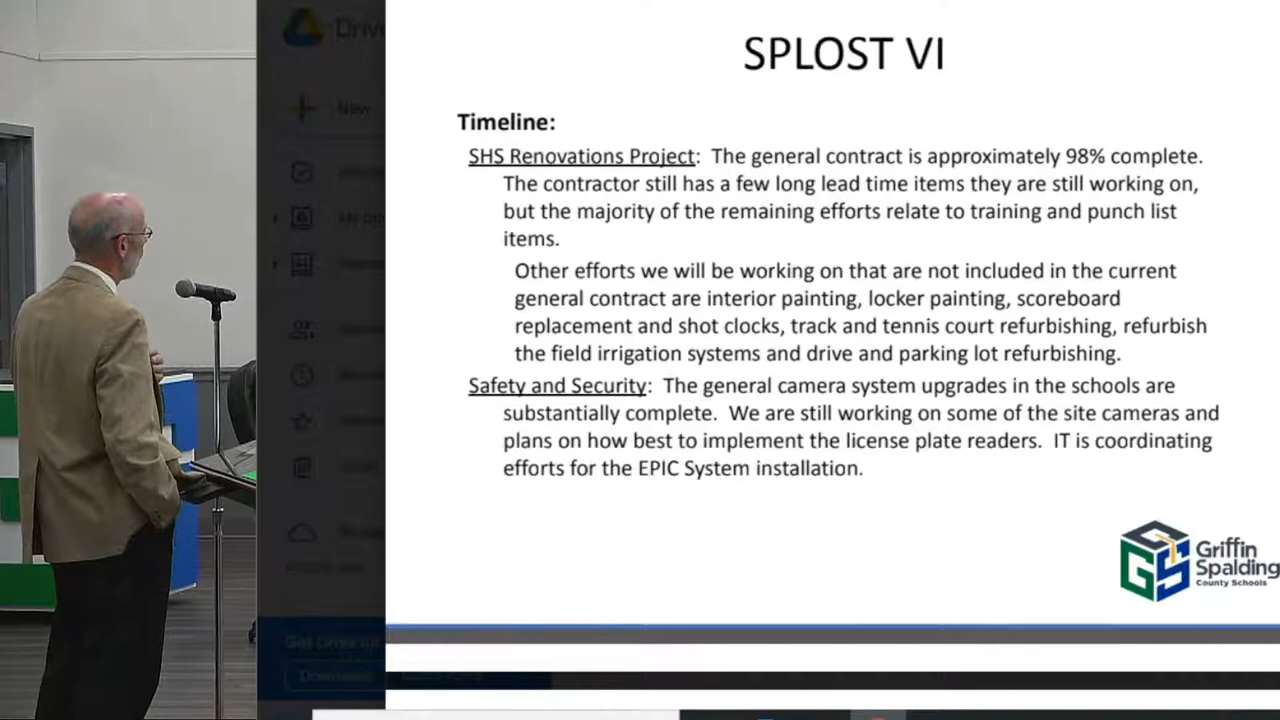 SPLOST VI
Timeline:
SHS Renovations Project: The general contract is approximately 98% complete.
The contractor still has a few long lead time items they are still working on,
but the majority of the remaining efforts relate to training and punch list
items.
Other efforts we will be working on that are not included in the current
general contract are interior painting, locker painting, scoreboard
replacement and shot clocks, track and tennis court refurbishing, refurbish
the field irrigation systems and drive and parking lot refurbishing.
Safety and Security: The general camera system upgrades in the schools are
substantially complete. We are still working on some of the site cameras and
plans on how best to implement the license plate readers. IT is coordinating
efforts for the EPIC System installation.
GS
Griffin
Spalding
County Schools
New